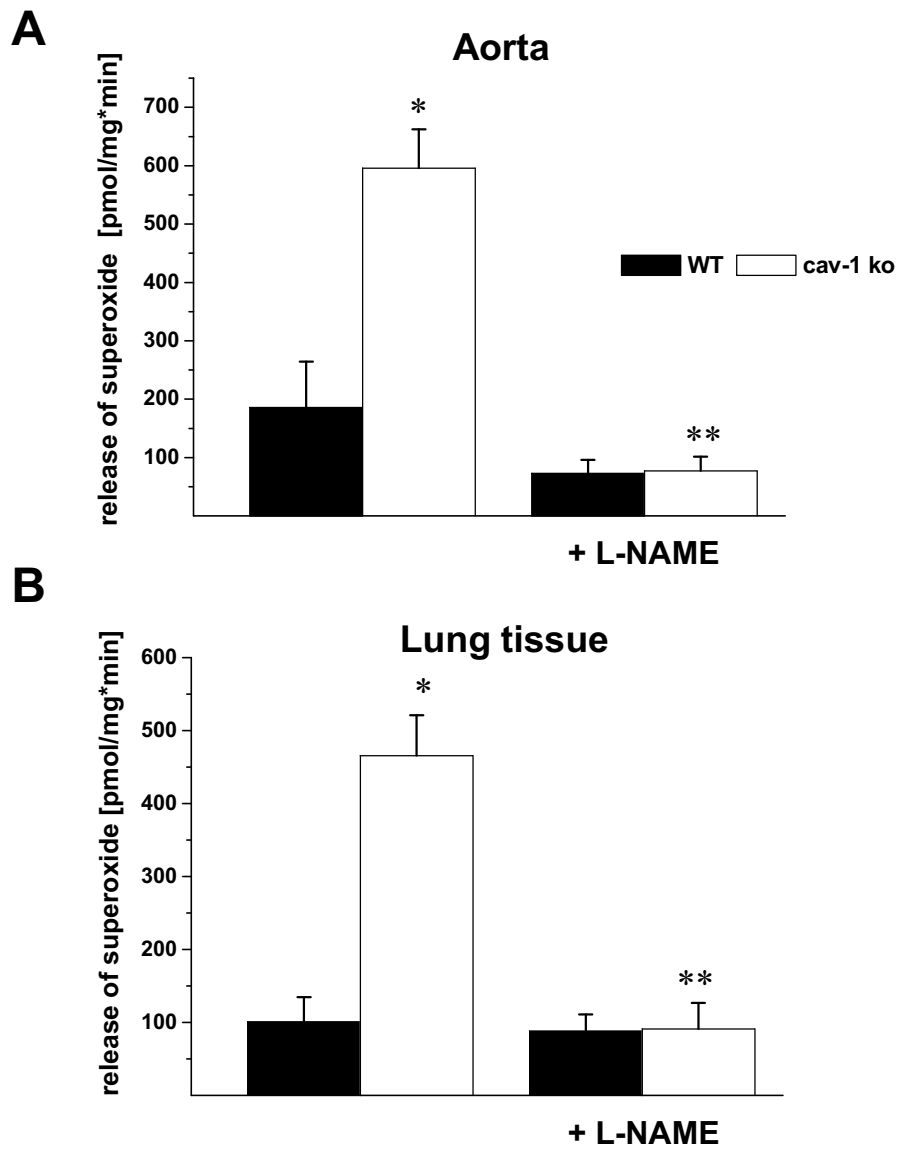 A
Aorta
release of superoxide [pmol/mg*min]
700
600
500
400
300
200
100
*
**
WT
cav-1 ko
+ L-NAME
B
Lung tissue
release of superoxide [pmol/mg*min]
600
500
400
300
200
100
*
**
+ L-NAME